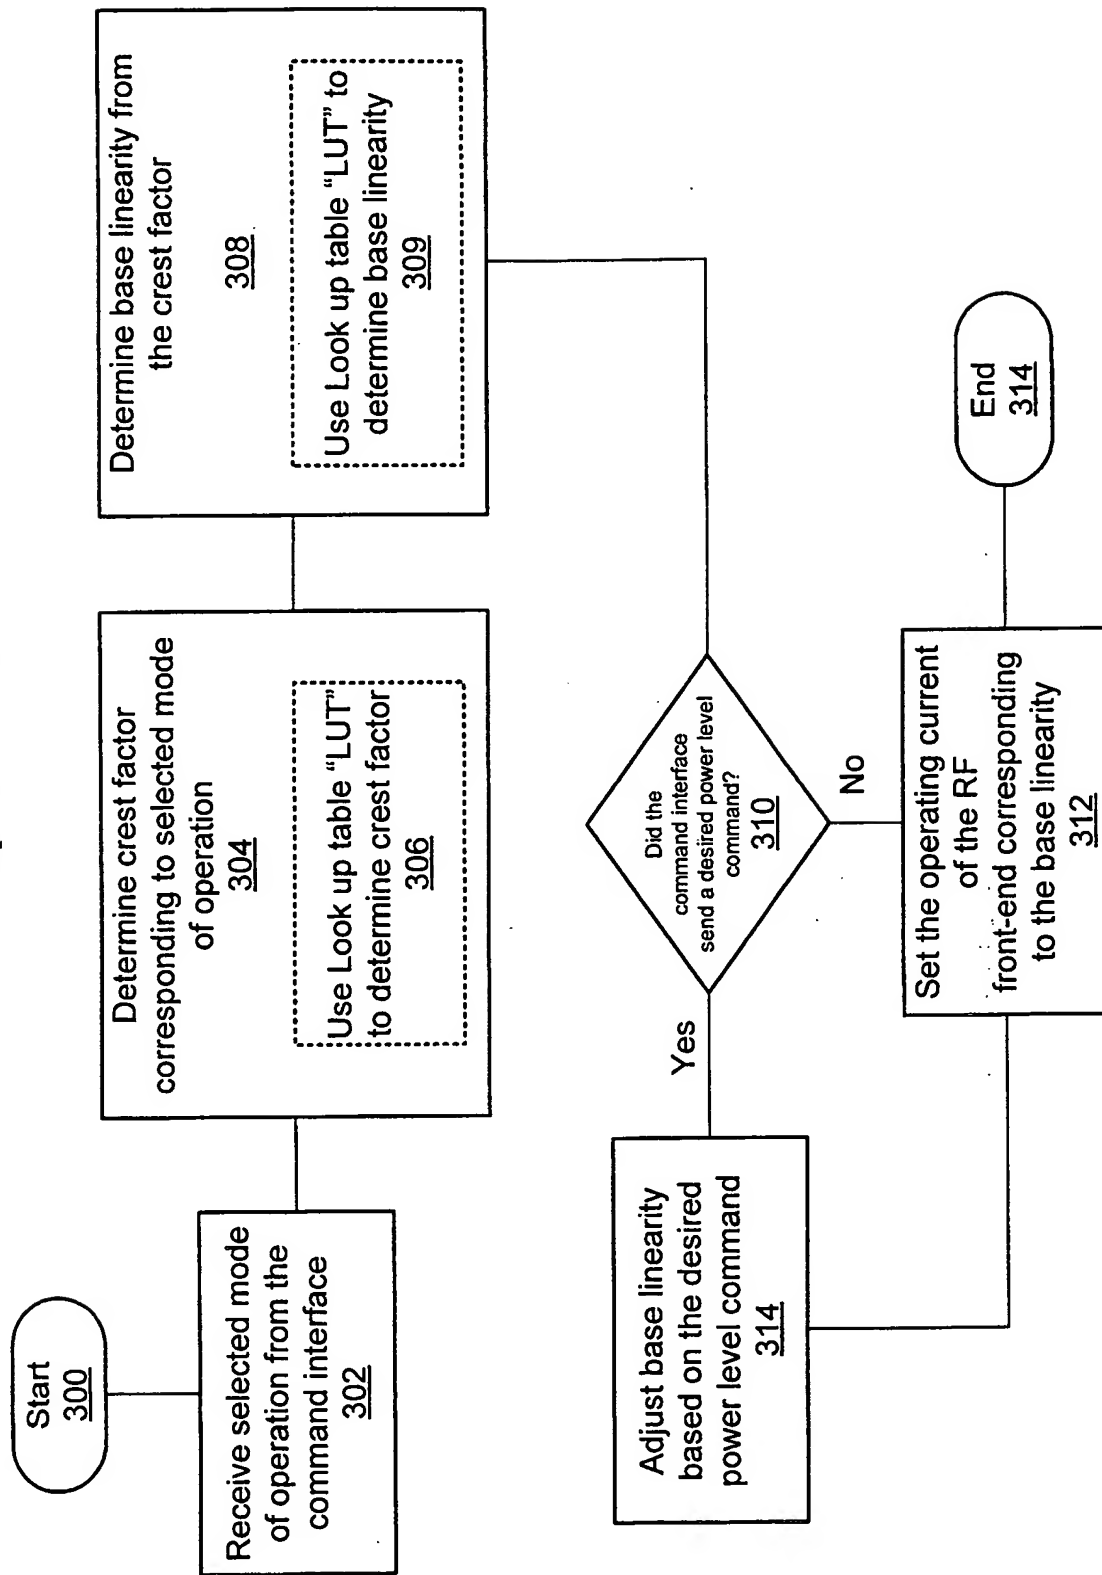 Start
300
Receive selected mode
of operation from the
command interface
302
Determine crest factor
corresponding to selected mode
of operation
304
Use Look up table “LUT”
to determine crest factor
306
Determine base linearity from
the crest factor
308
Use Look up table “LUT” to
determine base linearity
309
Did the
command interface
send a desired power level
command?
310
Yes
No
Adjust base linearity
based on the desired
power level command
314
Set the operating current
of the RF
front-end corresponding
to the base linearity
312
End
314